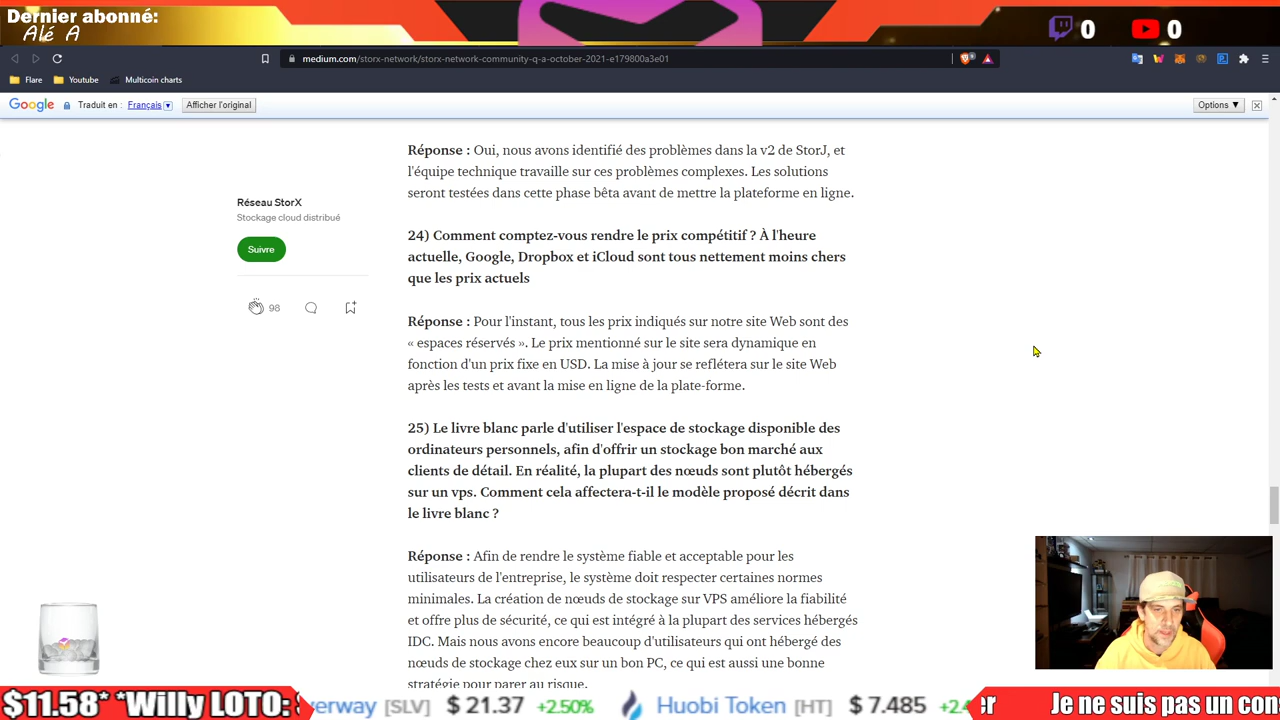 Dernier abonné:
Alé A
0
0
medium.com/storx-network/storx-network-community-q-a-october-2021-e179800a3e01
Flare
Youtube
Multicoin charts
Google
Traduit en :
Français
Afficher l'original
Options ▼
Réponse : Oui, nous avons identifié des problèmes dans la v2 de StorJ, et
l'équipe technique travaille sur ces problèmes complexes. Les solutions
seront testées dans cette phase bêta avant de mettre la plateforme en ligne.
Réseau StorX
Stockage cloud distribué
Suivre
98
24) Comment comptez-vous rendre le prix compétitif ? À l'heure
actuelle, Google, Dropbox et iCloud sont tous nettement moins chers
que les prix actuels
Réponse : Pour l'instant, tous les prix indiqués sur notre site Web sont des
« espaces réservés ». Le prix mentionné sur le site sera dynamique en
fonction d'un prix fixe en USD. La mise à jour se reflétera sur le site Web
après les tests et avant la mise en ligne de la plate-forme.
25) Le livre blanc parle d'utiliser l'espace de stockage disponible des
ordinateurs personnels, afin d'offrir un stockage bon marché aux
clients de détail. En réalité, la plupart des nœuds sont plutôt hébergés
sur un vps. Comment cela affectera-t-il le modèle proposé décrit dans
le livre blanc ?
Réponse : Afin de rendre le système fiable et acceptable pour les
utilisateurs de l'entreprise, le système doit respecter certaines normes
minimales. La création de nœuds de stockage sur VPS améliore la fiabilité
et offre plus de sécurité, ce qui est intégré à la plupart des services hébergés
IDC. Mais nous avons encore beaucoup d'utilisateurs qui ont hébergé des
nœuds de stockage chez eux sur un bon PC, ce qui est aussi une bonne
stratégie pour parer au risque.
$11.58* *Willy LOTO:
erway [SLV] $ 21.37 +2.50% Huobi Token [HT] $ 7.485
er
Je ne suis pas un con